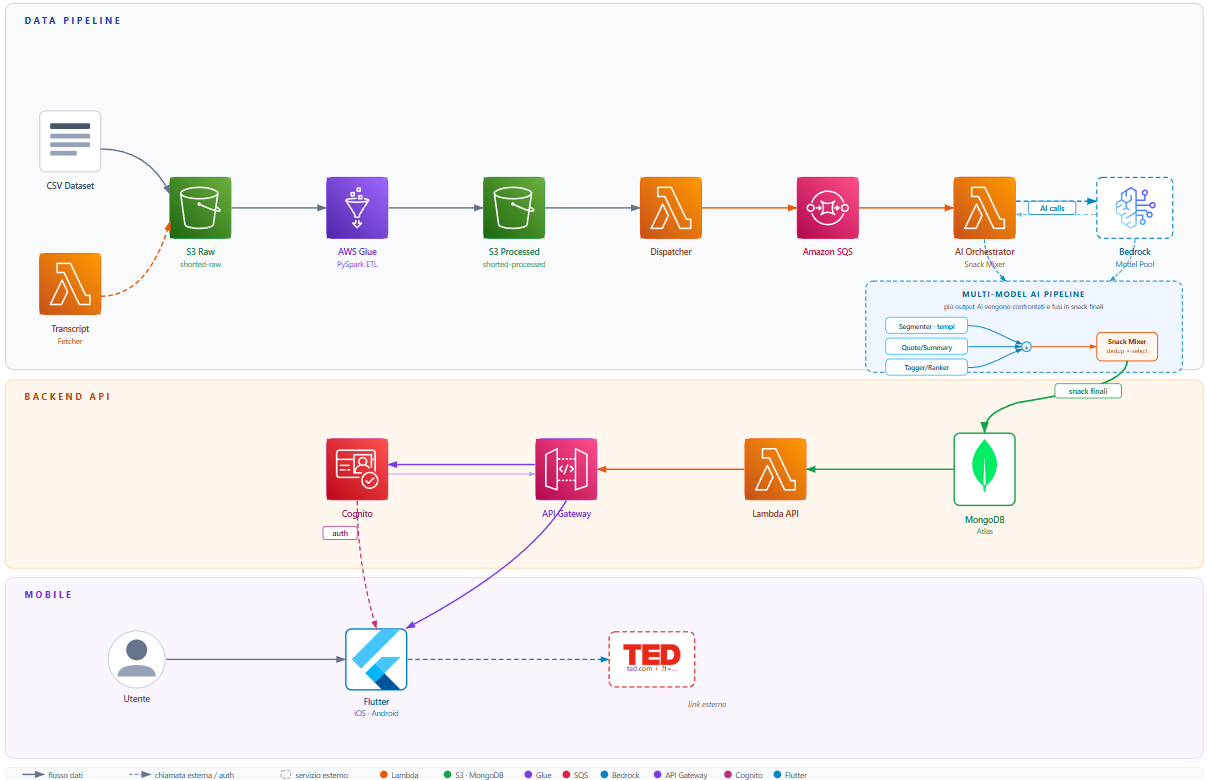 DATA PIPELINE
CSV Dataset
Transcript
Fetcher
S3 Raw
shorted-raw
AWS Glue
PySpark ETL
S3 Processed
shorted-processed
Dispatcher
Amazon SQS
AI Orchestrator
Snack Mixer
AI calls
Bedrock
Model Pool
MULTI-MODEL AI PIPELINE
più output AI vengono confrontati e fusi in snack finali
Segmenter · tempi
Quote/Summary
Tagger/Ranker
+
Snack Mixer
dedup + select
BACKEND API
snack finali
Cognito
auth
</>
API Gateway
Lambda API
MongoDB
Atlas
MOBILE
Utente
Flutter
iOS · Android
TED
ted.com + ?t=...
link esterno
flusso dati
chiamata esterna / auth
servizio esterno
Lambda
S3 · MongoDB
Glue
SQS
Bedrock
API Gateway
Cognito
Flutter